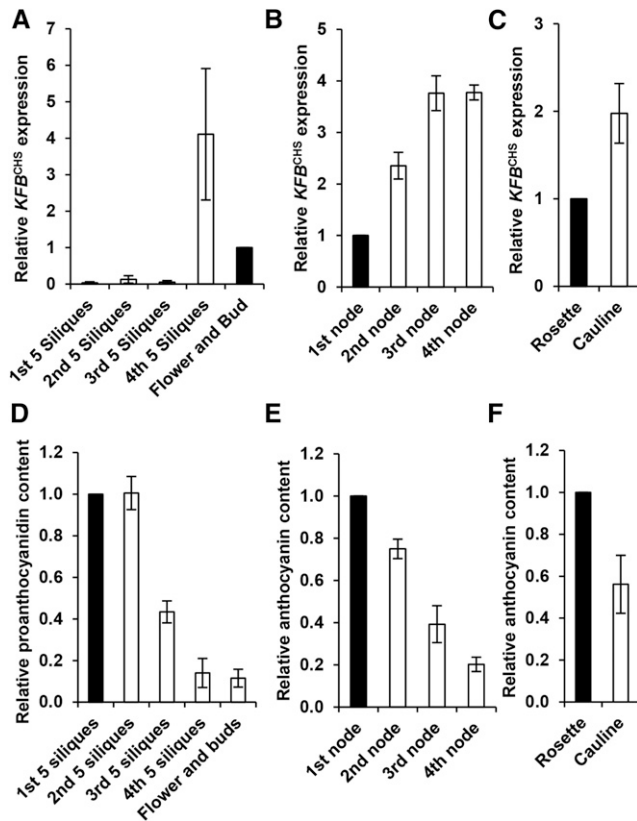 A
Relative KFB^CHS expression
7
6
5
4
3
2
1
0
1st 5 Siliques
2nd 5 Siliques
3rd 5 Siliques
4th 5 Siliques
Flower and Bud
B
Relative KFB^CHS expression
5
4
3
2
1
0
1st node
2nd node
3rd node
4th node
C
Relative KFB^CHS expression
3
2
1
0
Rosette
Cauline
D
Relative proanthocyanidin content
1.2
1.0
0.8
0.6
0.4
0.2
0.0
1st 5 siliques
2nd 5 siliques
3rd 5 siliques
4th 5 siliques
Flower and buds
E
Relative anthocyanin content
1.2
1.0
0.8
0.6
0.4
0.2
0.0
1st node
2nd node
3rd node
4th node
F
Relative anthocyanin content
1.2
1.0
0.8
0.6
0.4
0.2
0.0
Rosette
Cauline